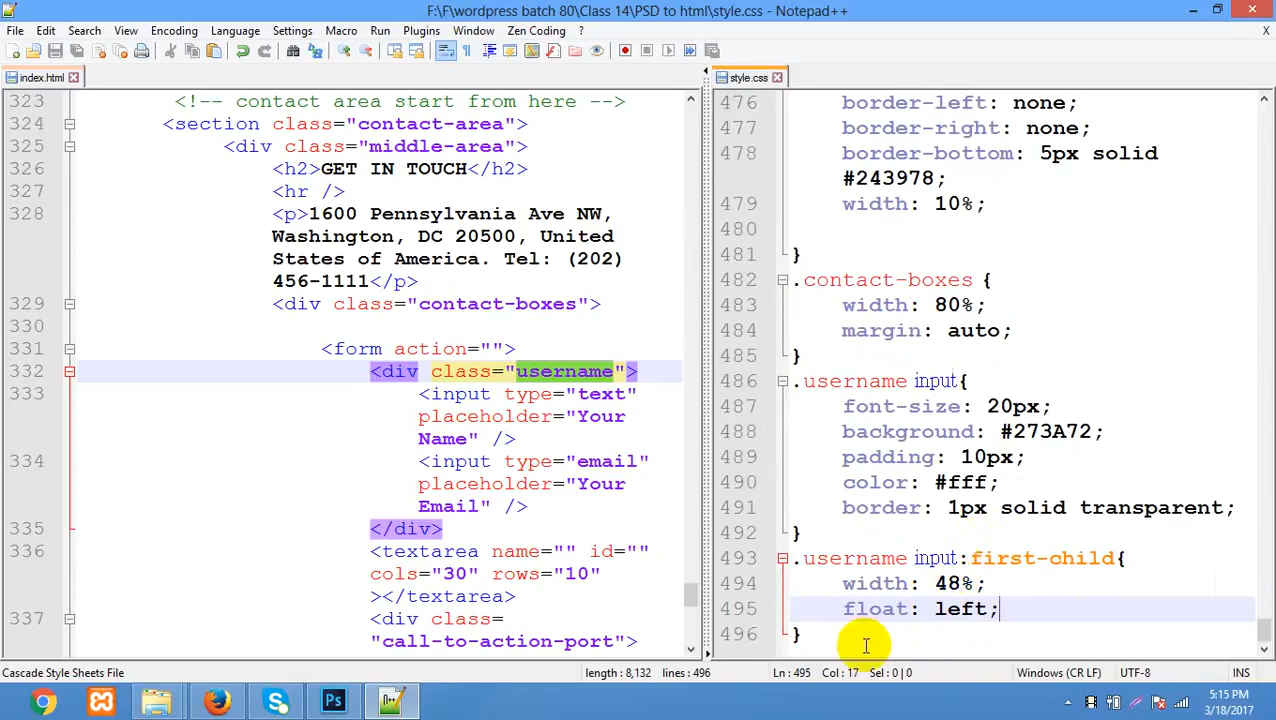 F:\F\wordpress batch 80\Class 14\PSD to html\style.css - Notepad++
File Edit Search View Encoding Language Settings Macro Run Plugins Window Zen Coding ? X
index.html
323 <!-- contact area start from here -->
324 <section class="contact-area">
325 <div class="middle-area">
326 <h2>GET IN TOUCH</h2>
327 <hr />
328 <p>1600 Pennsylvania Ave NW,
Washington, DC 20500, United
States of America. Tel: (202)
456-1111</p>
329 <div class="contact-boxes">
330
331 <form action="">
332 <div class="username">
333 <input type="text"
placeholder="Your
Name" />
334 <input type="email"
placeholder="Your
Email" />
335 </div>
336 <textarea name="" id=""
cols="30" rows="10"
></textarea>
337 <div class=
"call-to-action-port">
style.css
476 border-left: none;
477 border-right: none;
478 border-bottom: 5px solid
#243978;
479 width: 10%;
480
481 }
482 .contact-boxes {
483 width: 80%;
484 margin: auto;
485 }
486 .username input{
487 font-size: 20px;
488 background: #273A72;
489 padding: 10px;
490 color: #fff;
491 border: 1px solid transparent;
492 }
493 .username input:first-child{
494 width: 48%;
495 float: left;
496 }
Cascade Style Sheets File length : 8,132 lines : 496 Ln : 495 Col : 17 Sel : 0 | 0 Windows (CR LF) UTF-8 INS
Ps
5:15 PM
3/18/2017